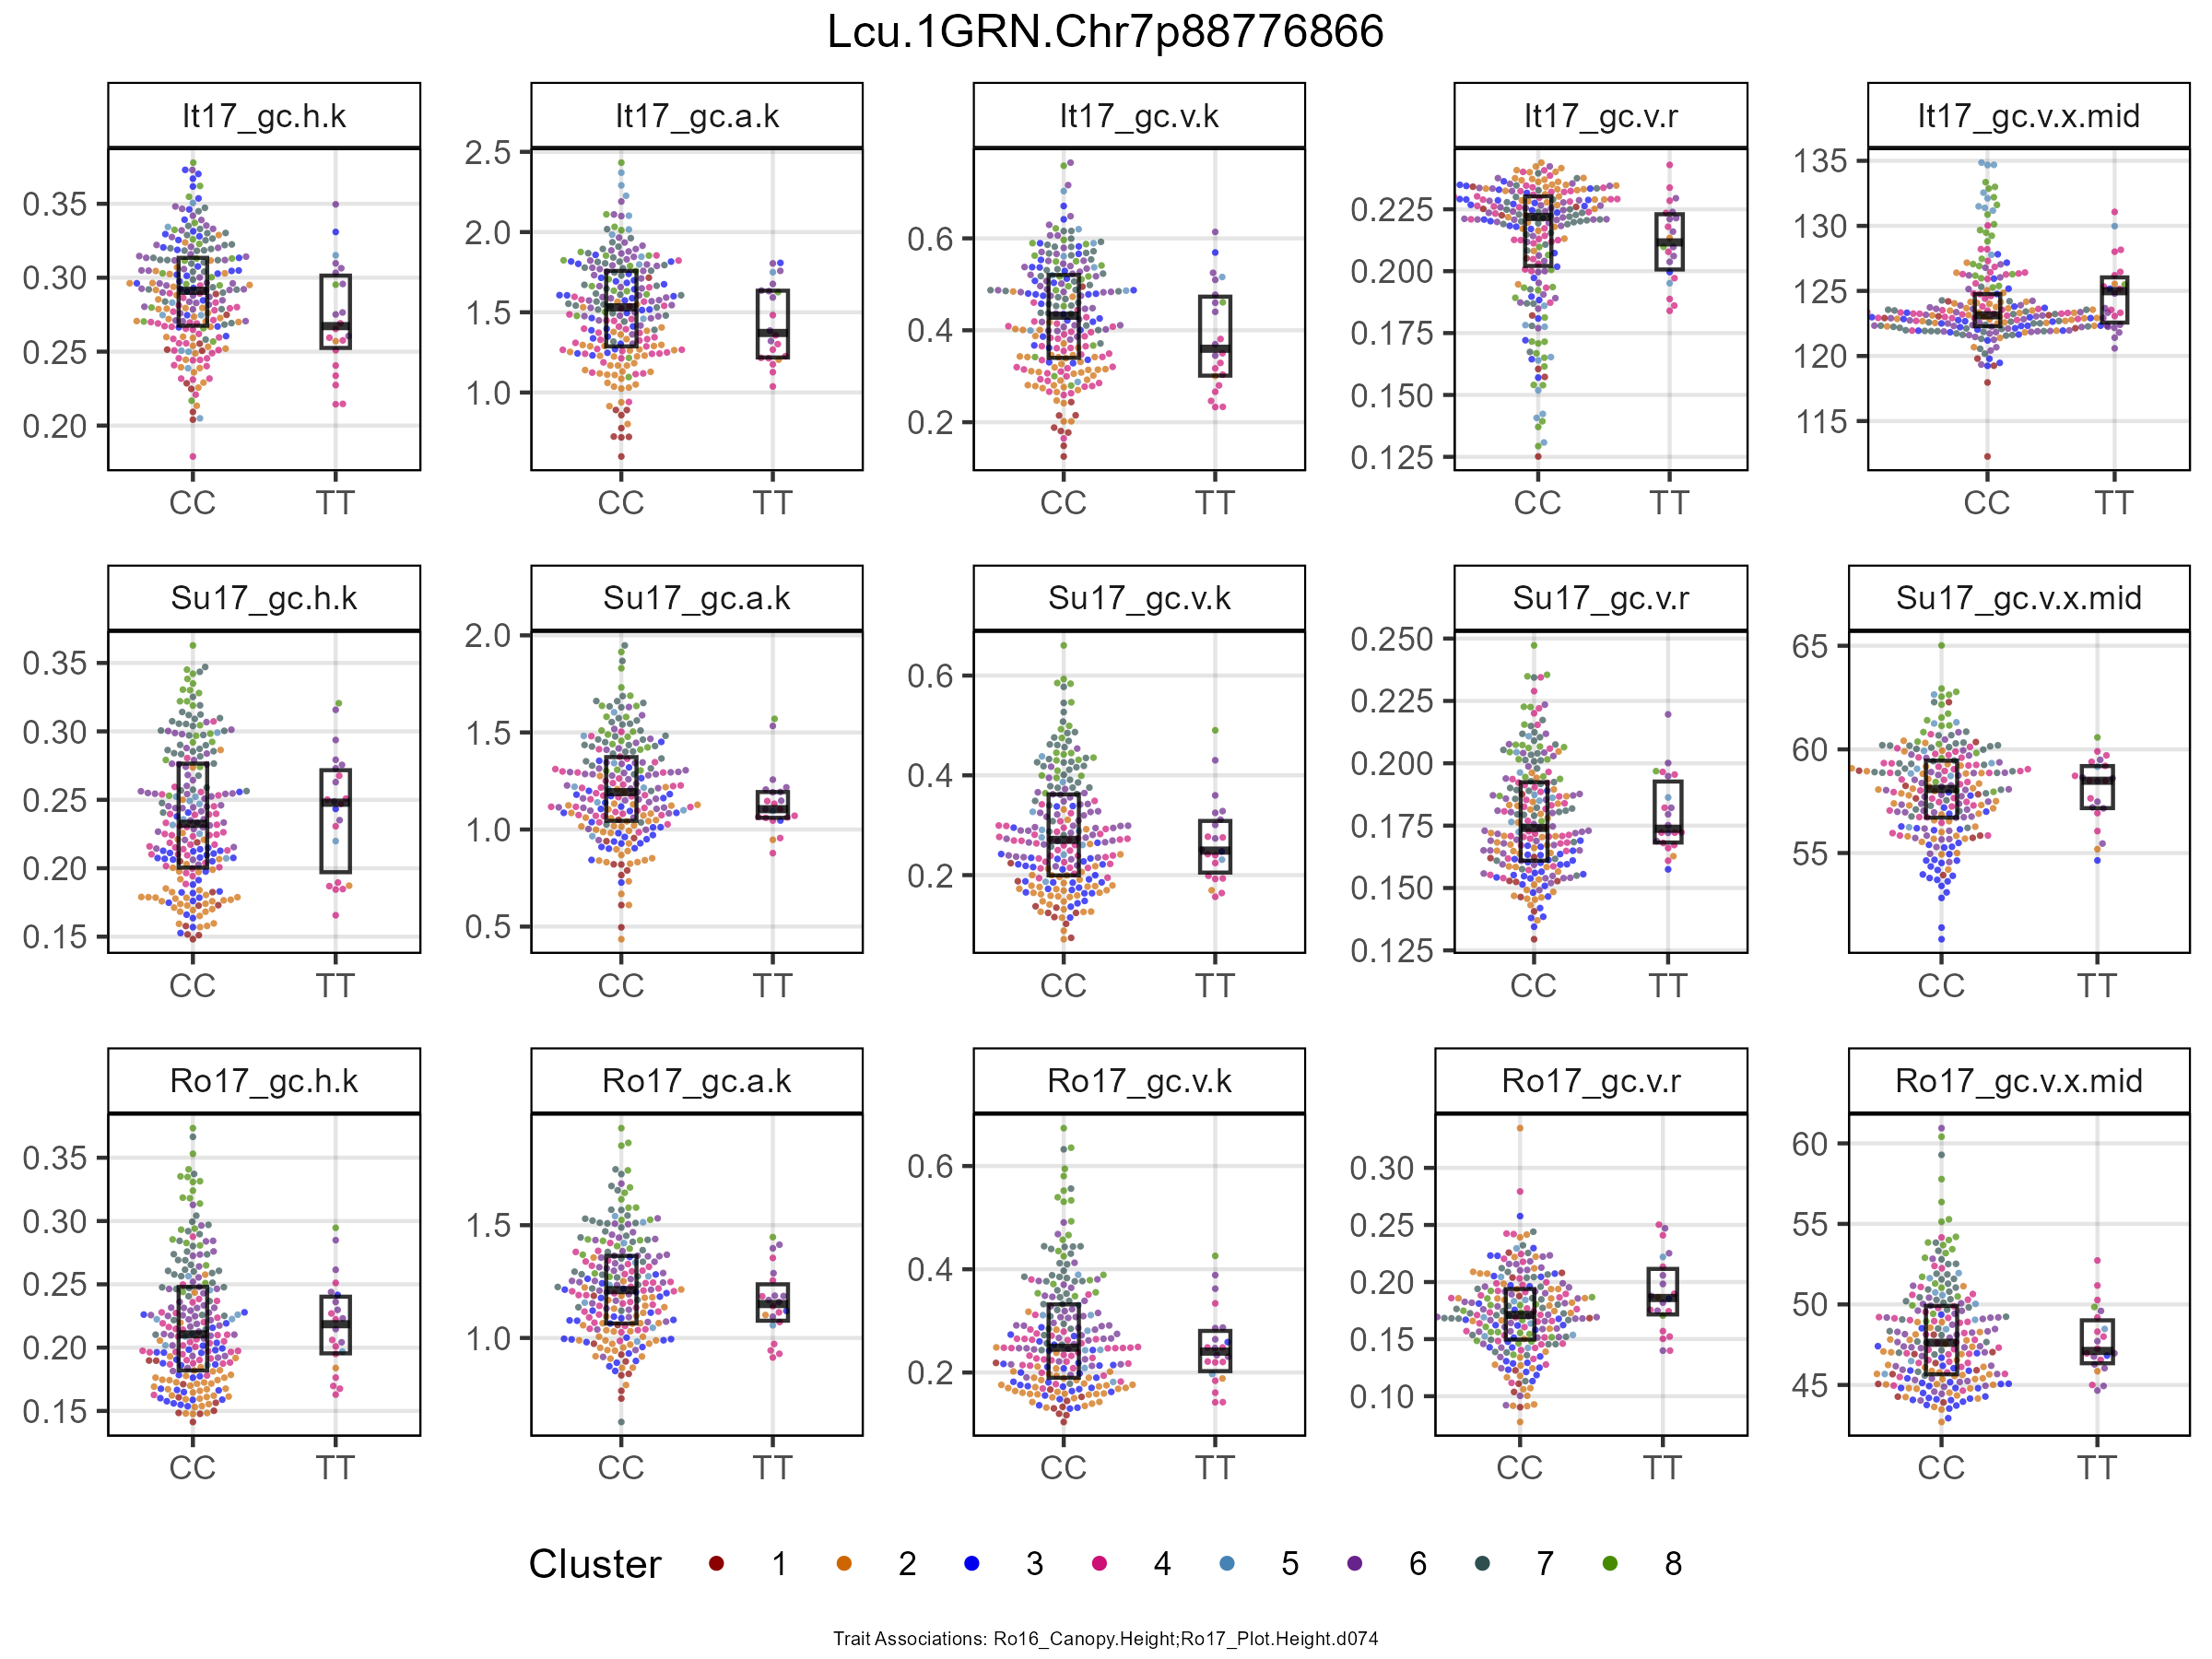 Lcu.1GRN.Chr7p88776866
It17_gc.h.k It17_gc.a.k It17_gc.v.k It17_gc.v.r It17_gc.v.x.mid
0.35 0.30 0.25 0.20
2.5 2.0 1.5 1.0
0.6 0.4 0.2
0.225 0.200 0.175 0.150 0.125
135 130 125 120 115
CC TT CC TT CC TT CC TT CC TT
Su17_gc.h.k Su17_gc.a.k Su17_gc.v.k Su17_gc.v.r Su17_gc.v.x.mid
0.35 0.30 0.25 0.20 0.15
2.0 1.5 1.0 0.5
0.6 0.4 0.2
0.250 0.225 0.200 0.175 0.150 0.125
65 60 55
CC TT CC TT CC TT CC TT CC TT
Ro17_gc.h.k Ro17_gc.a.k Ro17_gc.v.k Ro17_gc.v.r Ro17_gc.v.x.mid
0.35 0.30 0.25 0.20 0.15
1.5 1.0
0.6 0.4 0.2
0.30 0.25 0.20 0.15 0.10
60 55 50 45
CC TT CC TT CC TT CC TT CC TT
Cluster 1 2 3 4 5 6 7 8
Trait Associations: Ro16_Canopy.Height;Ro17_Plot.Height.d074